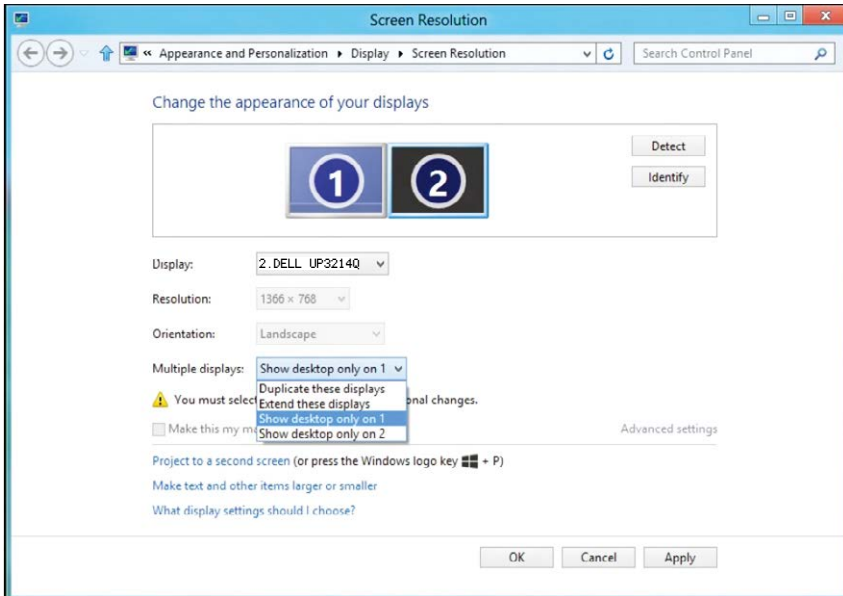 Screen Resolution
« Appearance and Personalization Display Screen Resolution
Search Control Panel
Change the appearance of your displays
1 2
Detect
Identify
Display: 2.DELL UP3214Q
Resolution: 1366 × 768
Orientation: Landscape
Multiple displays: Show desktop only on 1
Duplicate these displays
You must selec onal changes.
Extend these displays
Show desktop only on 1
Make this my m Advanced settings
Show desktop only on 2
Project to a second screen (or press the Windows logo key + P)
Make text and other items larger or smaller
What display settings should I choose?
OK Cancel Apply